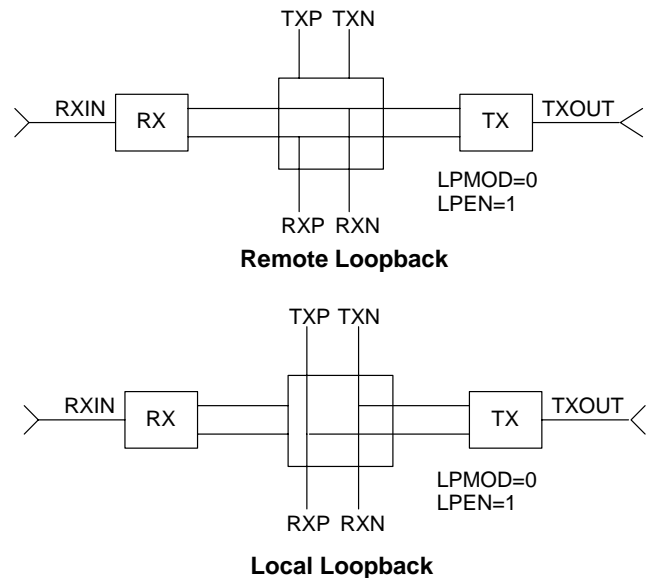 TXP TXN
RXIN RX TX TXOUT
LPMOD=0
LPEN=1
RXP RXN
Remote Loopback
TXP TXN
RXIN RX TX TXOUT
LPMOD=0
LPEN=1
RXP RXN
Local Loopback